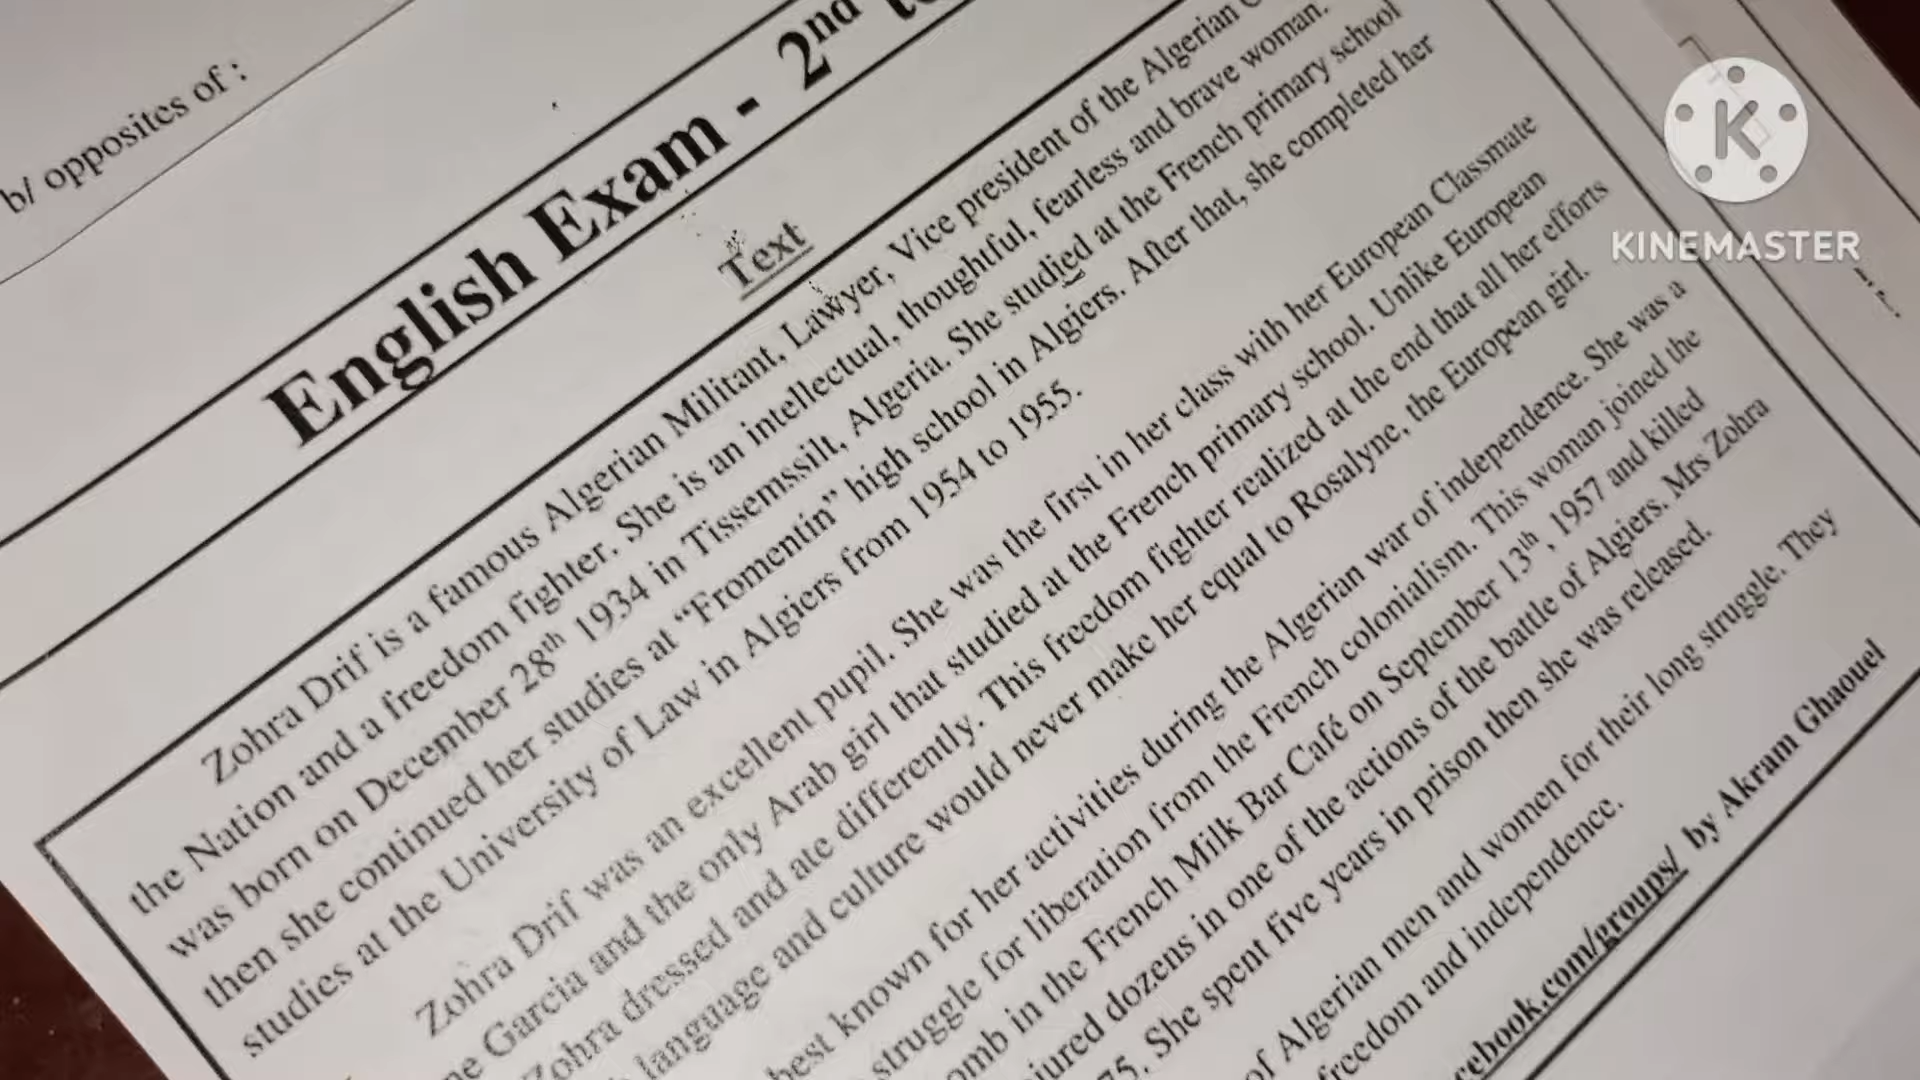 b/ opposites of :
English Exam - 2nd
Text
Zohra Drif is a famous Algerian Militant, Lawyer, Vice president of the Algerian
the Nation and a freedom fighter. She is an intellectual, thoughtful, fearless and brave woman.
was born on December 28th 1934 in Tissemssilt, Algeria. She studied at the French primary school
then she continued her studies at "Fromentin" high school in Algiers. After that, she completed her
studies at the University of Law in Algiers from 1954 to 1955.
Zohra Drif was an excellent pupil. She was the first in her class with her European Classmate
Garcia and the only Arab girl that studied at the French primary school. Unlike European
Zohra dressed and ate differently. This freedom fighter realized at the end that all her efforts
language and culture would never make her equal to Rosalyne, the European girl.
best known for her activities during the Algerian war of independence. She was a
struggle for liberation from the French colonialism. This woman joined the
in the French Milk Bar Café on September 13th, 1957 and killed
dozens in one of the actions of the battle of Algiers. Mrs Zohra
She spent five years in prison then she was released.
of Algerian men and women for their long struggle. They
freedom and independence.
cebook.com/groups/ by Akram Ghaouel
K
KINEMASTER